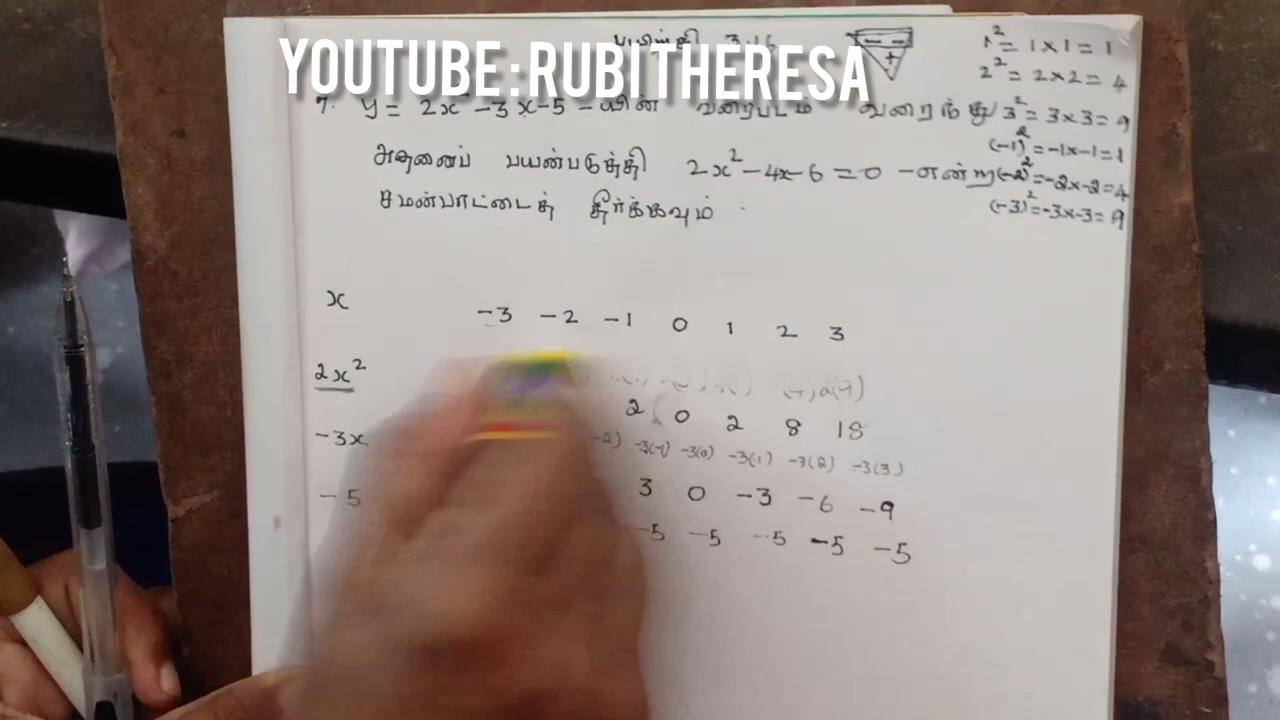 பயிற்சி 3.16
YOUTUBE:RUBITHERESA
7. y = 2x² - 3x - 5 - யின் வரைபடம் வரைந்து
அதனைப் பயன்படுத்தி 2x² - 4x - 6 = 0 - என்ற
சமன்பாட்டைத் தீர்க்கவும்.
1² = 1 x 1 = 1
2² = 2 x 2 = 4
3² = 3 x 3 = 9
(-1)² = -1 x -1 = 1
(-2)² = -2 x -2 = 4
(-3)² = -3 x -3 = 9
x -3 -2 -1 0 1 2 3
2(9)
2x² 2 0 2 8 18
-3(-1) -3(0) -3(1) -3(2) -3(3)
-3x 3 0 -3 -6 -9
-5 -5 -5 -5 -5 -5